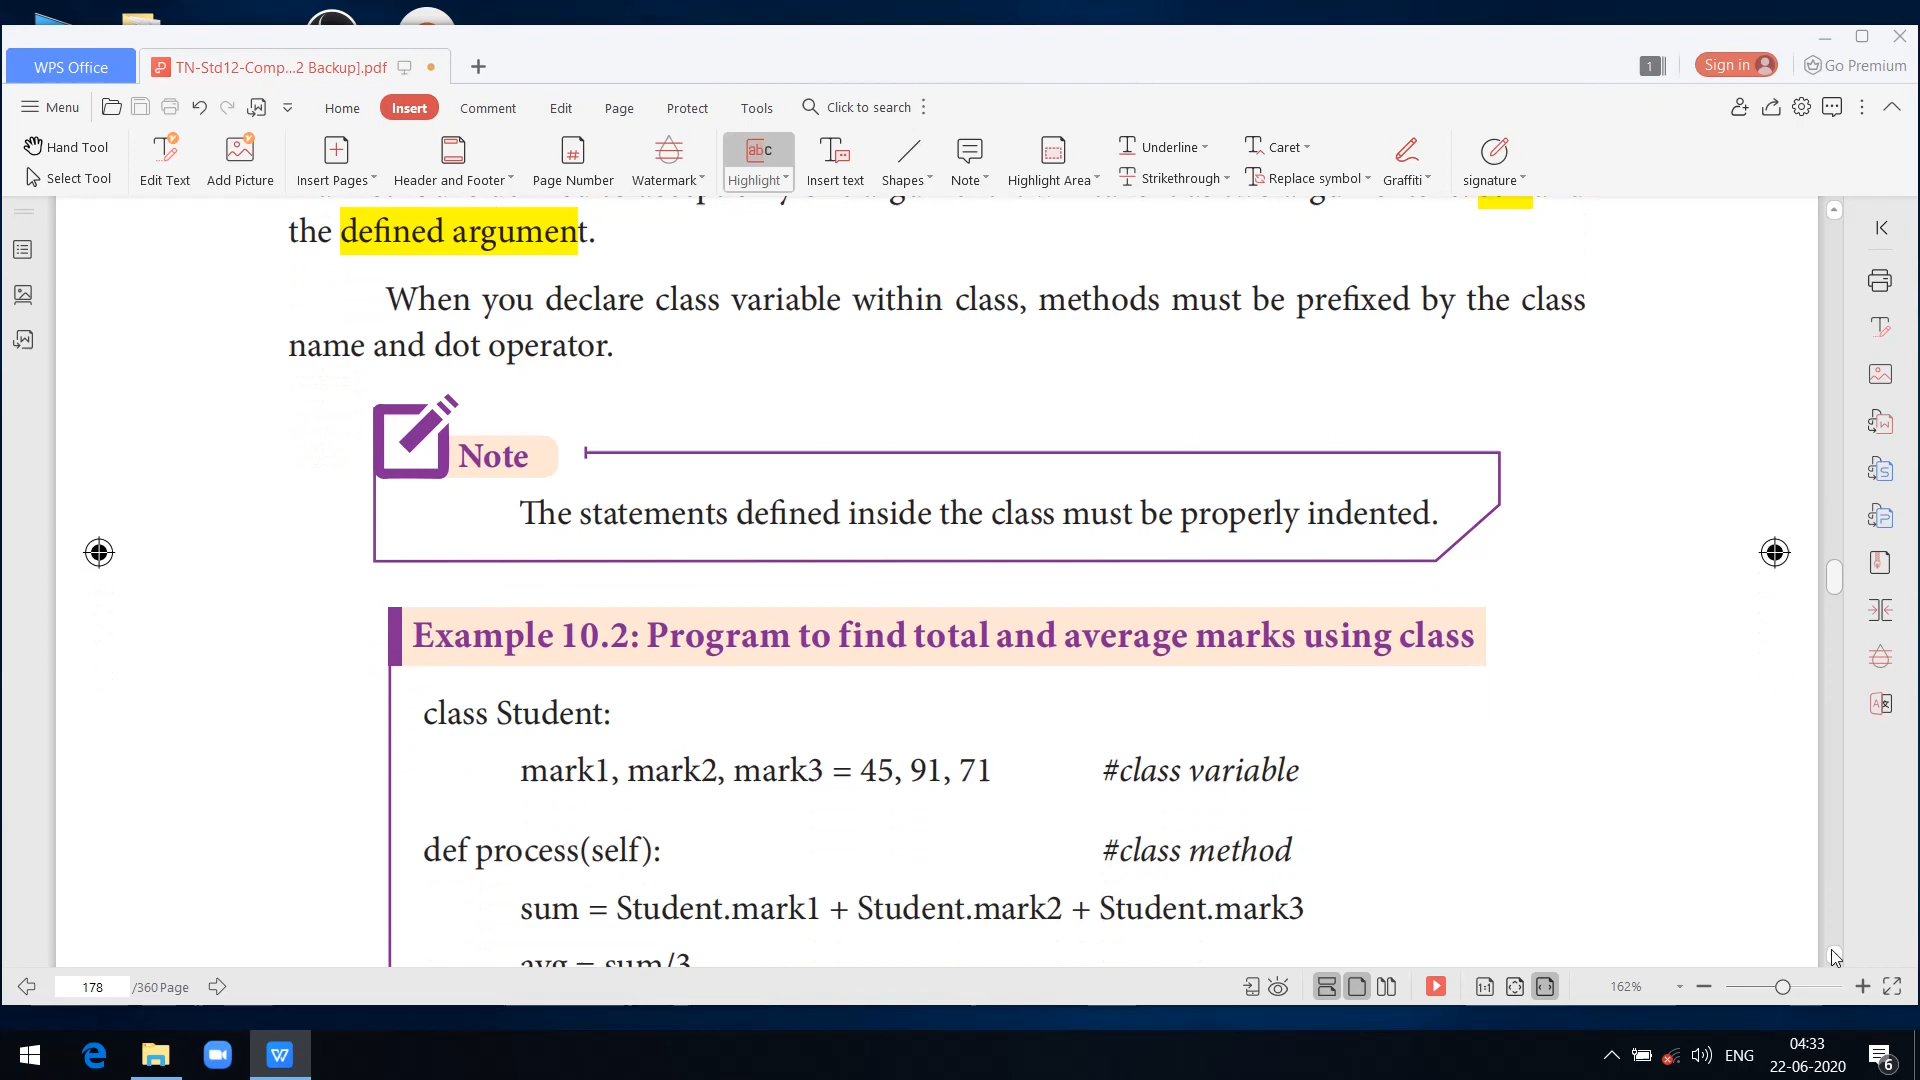 WPS Office
TN-Std12-Comp...2 Backup].pdf
1
Sign in
Go Premium
Menu
Home
Insert
Comment
Edit
Page
Protect
Tools
Click to search
Hand Tool
Select Tool
Edit Text
Add Picture
Insert Pages
Header and Footer
Page Number
Watermark
abc
Highlight
Insert text
Shapes
Note
Highlight Area
Underline
Strikethrough
Caret
Replace symbol
Graffiti
signature
the defined argument.
When you declare class variable within class, methods must be prefixed by the class
name and dot operator.
Note
The statements defined inside the class must be properly indented.
Example 10.2: Program to find total and average marks using class
class Student:
mark1, mark2, mark3 = 45, 91, 71 #class variable
def process(self): #class method
sum = Student.mark1 + Student.mark2 + Student.mark3
avg = sum/3
178 /360 Page
162%
ENG
04:33
22-06-2020
6